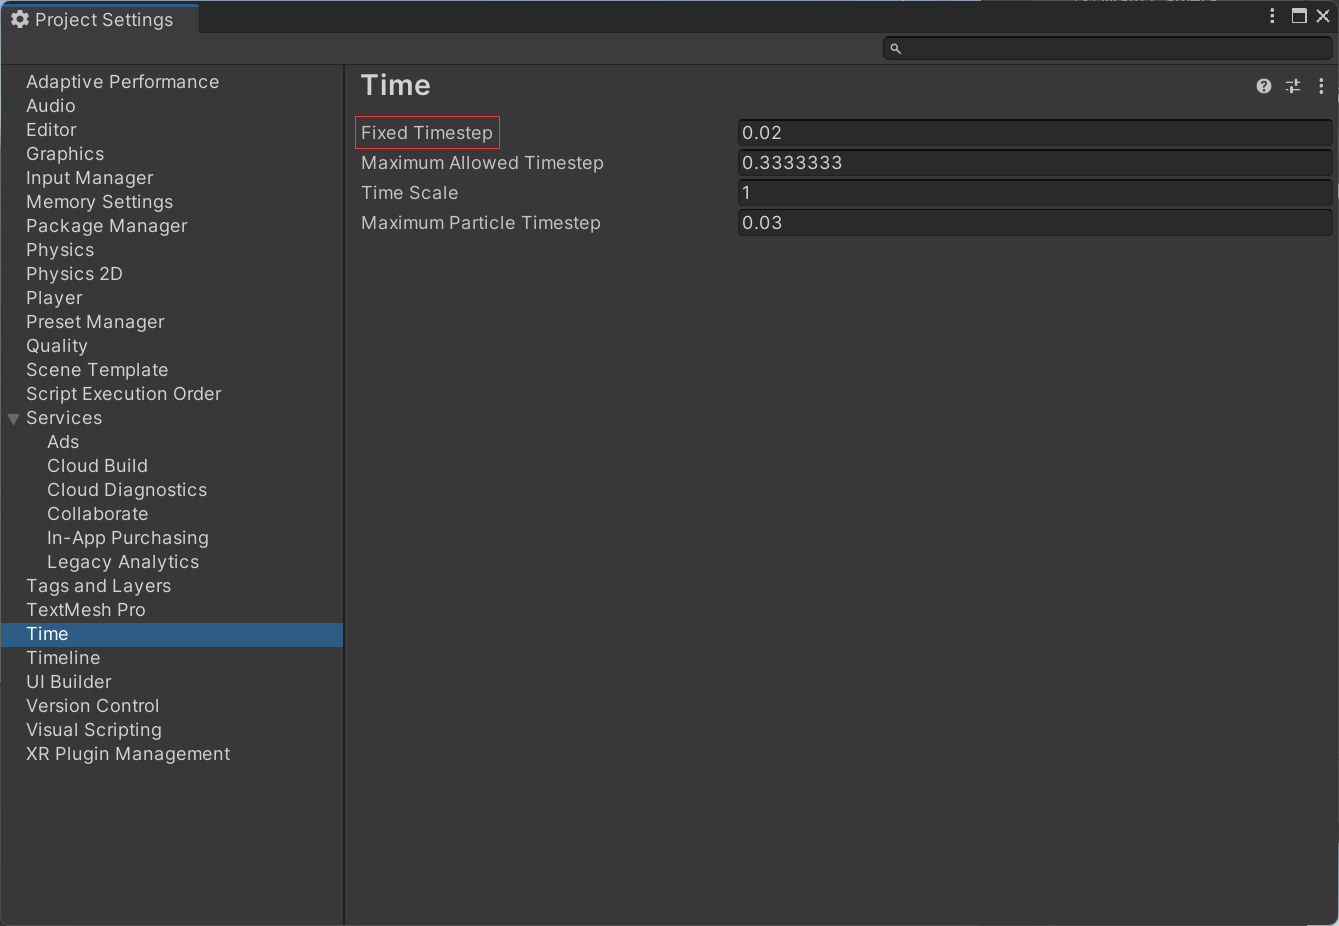 Project Settings
Adaptive Performance
Audio
Editor
Graphics
Input Manager
Memory Settings
Package Manager
Physics
Physics 2D
Player
Preset Manager
Quality
Scene Template
Script Execution Order
Services
Ads
Cloud Build
Cloud Diagnostics
Collaborate
In-App Purchasing
Legacy Analytics
Tags and Layers
TextMesh Pro
Time
Timeline
UI Builder
Version Control
Visual Scripting
XR Plugin Management
Time
Fixed Timestep 0.02
Maximum Allowed Timestep 0.3333333
Time Scale 1
Maximum Particle Timestep 0.03